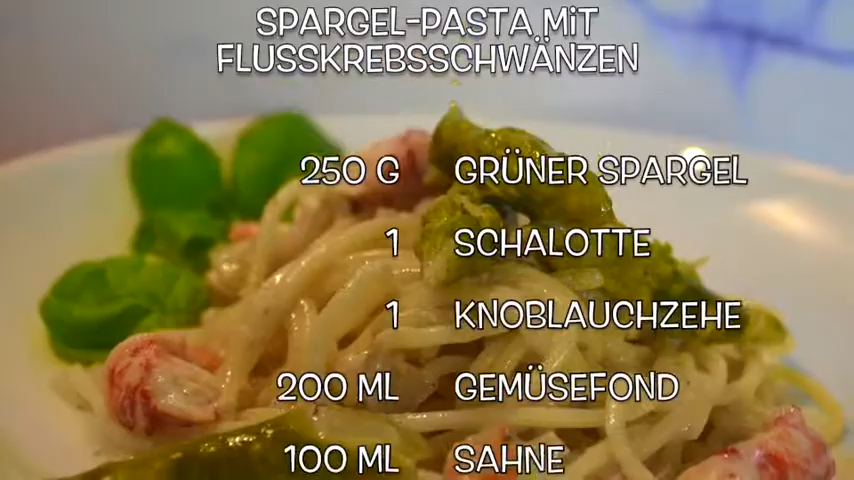 SPARGEL-PASTA MIT
FLUSSKREBSSCHWÄNZEN
250 G GRÜNER SPARGEL
1 SCHALOTTE
1 KNOBLAUCHZEHE
200 ML GEMÜSEFOND
100 ML SAHNE